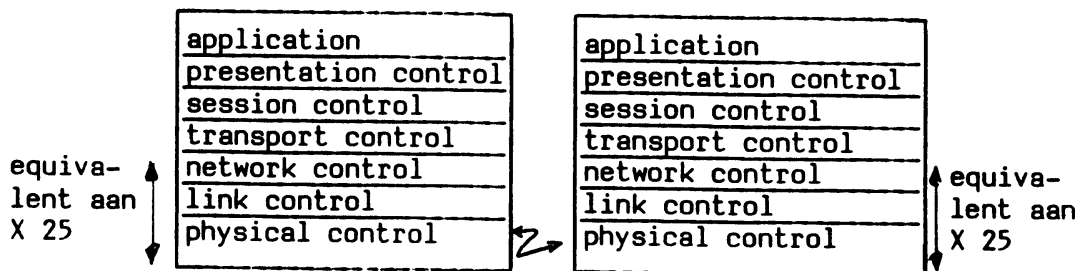 application
presentation control
session control
transport control
network control
link control
physical control
equiva-
lent aan
X 25
application
presentation control
session control
transport control
network control
link control
physical control
equiva-
lent aan
X 25